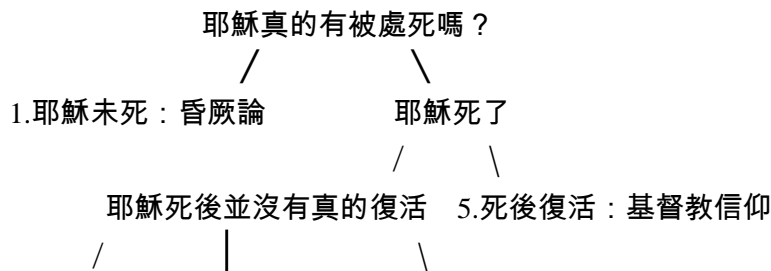 耶穌真的有被處死嗎？
1.耶穌未死：昏厥論 耶穌死了
耶穌死後並沒有真的復活 5.死後復活：基督教信仰